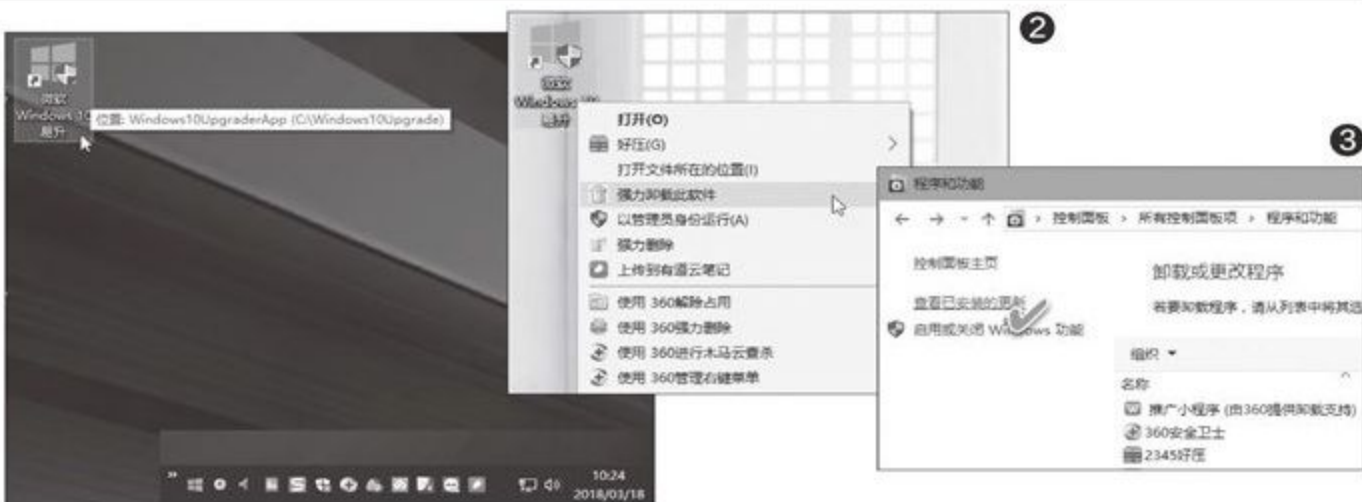 微软
Windows 10
易升
位置: Windows10UpgraderApp (C:\Windows10Upgrade)
10:24
2018/03/18
❷
微软
Windows 10
易升
打开(O)
好压(G)
打开文件所在的位置(I)
强力卸载此软件
以管理员身份运行(A)
强力删除
上传到有道云笔记
使用 360解除占用
使用 360强力删除
使用 360进行木马云查杀
使用 360管理右键菜单
❸
程序和功能
控制面板 › 所有控制面板项 › 程序和功能
控制面板主页
查看已安装的更新
启用或关闭 Windows 功能
卸载或更改程序
若要卸载程序，请从列表中将其选
组织
名称
推广小程序 (由360提供卸载支持)
360安全卫士
2345好压